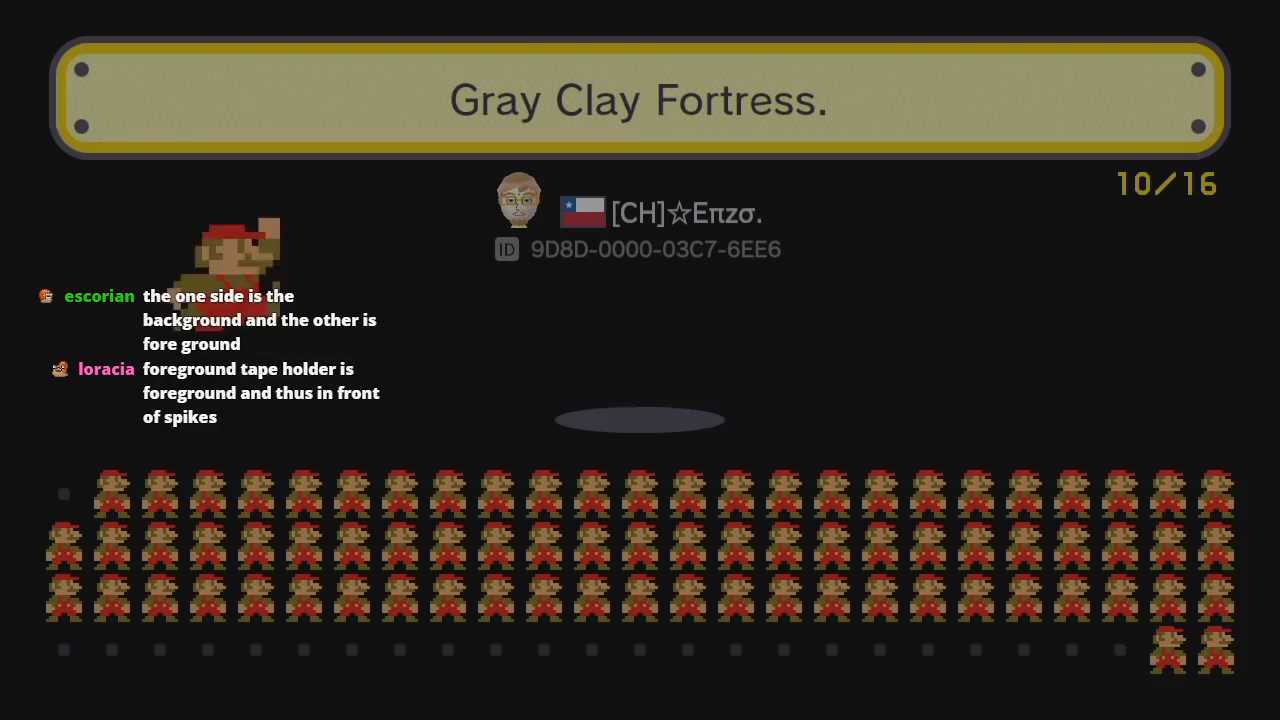 Gray Clay Fortress.
10/16
[CH]☆Eπzσ.
ID 9D8D-0000-03C7-6EE6
escorian the one side is the
background and the other is
fore ground
loracia foreground tape holder is
foreground and thus in front
of spikes